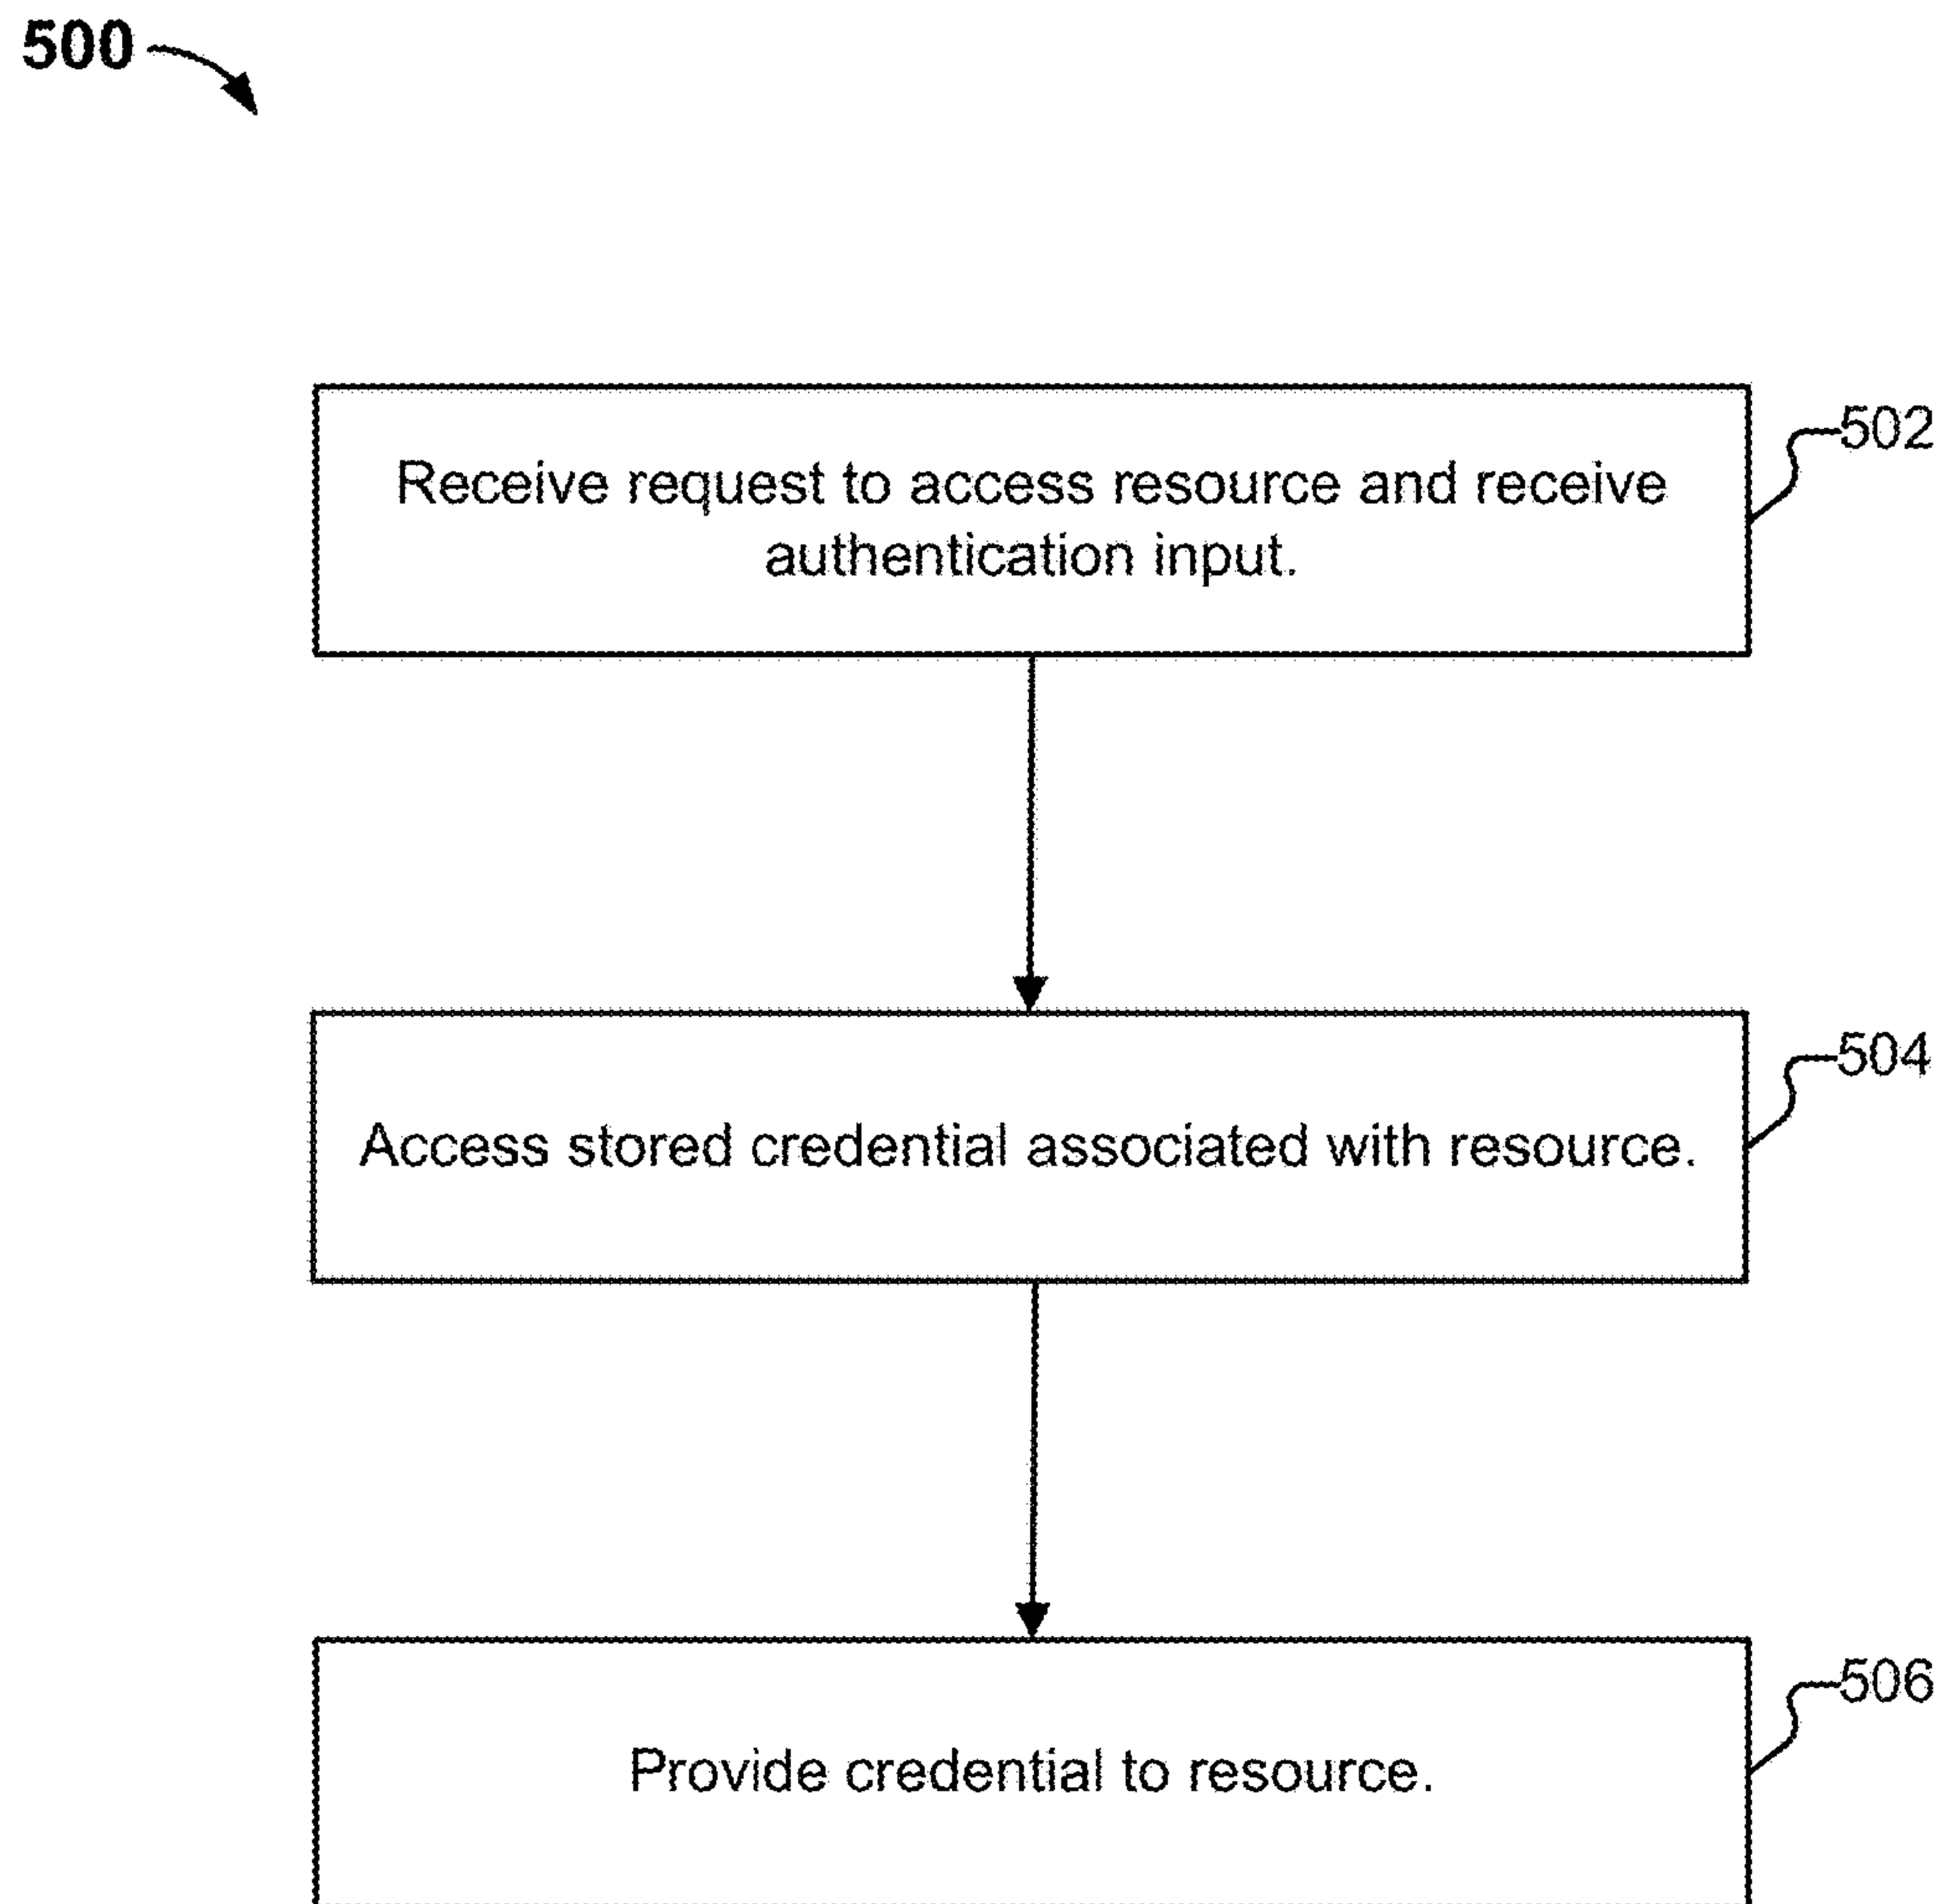 500
502
Receive request to access resource and receive
authentication input.
504
Access stored credential associated with resource.
506
Provide credential to resource.